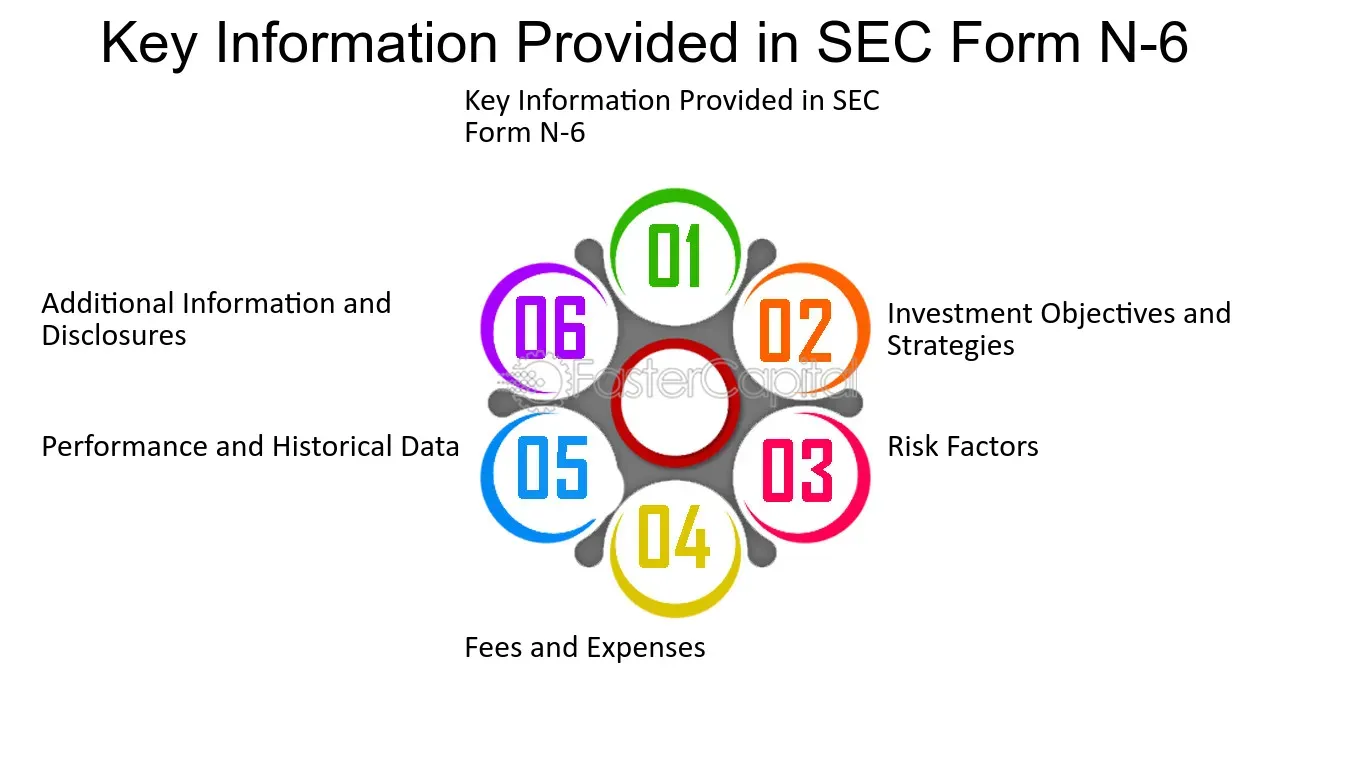 Key Information Provided in SEC Form N-6
Key Information Provided in SEC
Form N-6
01
02
Investment Objectives and
Strategies
03
Risk Factors
04
Fees and Expenses
05
Performance and Historical Data
06
Additional Information and
Disclosures
FasterCapital